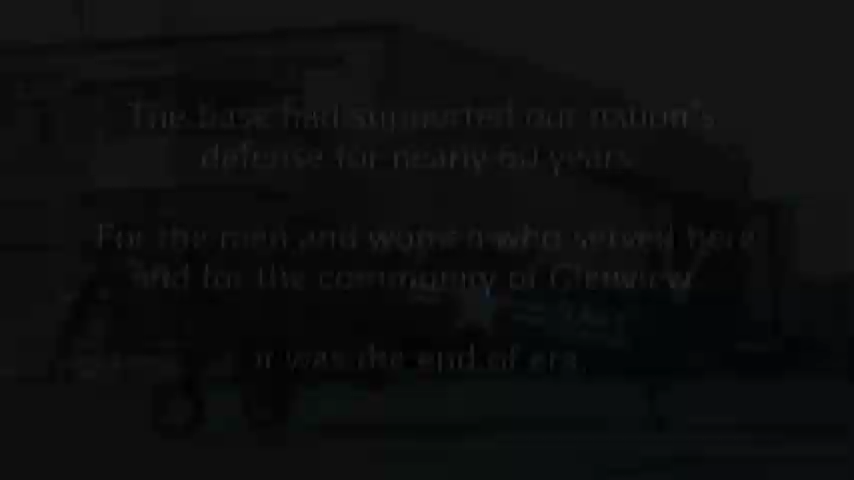 The base had supported our nation's
defense for nearly 60 years.
For the men and women who served here
and for the community of Glenview
it was the end of era.